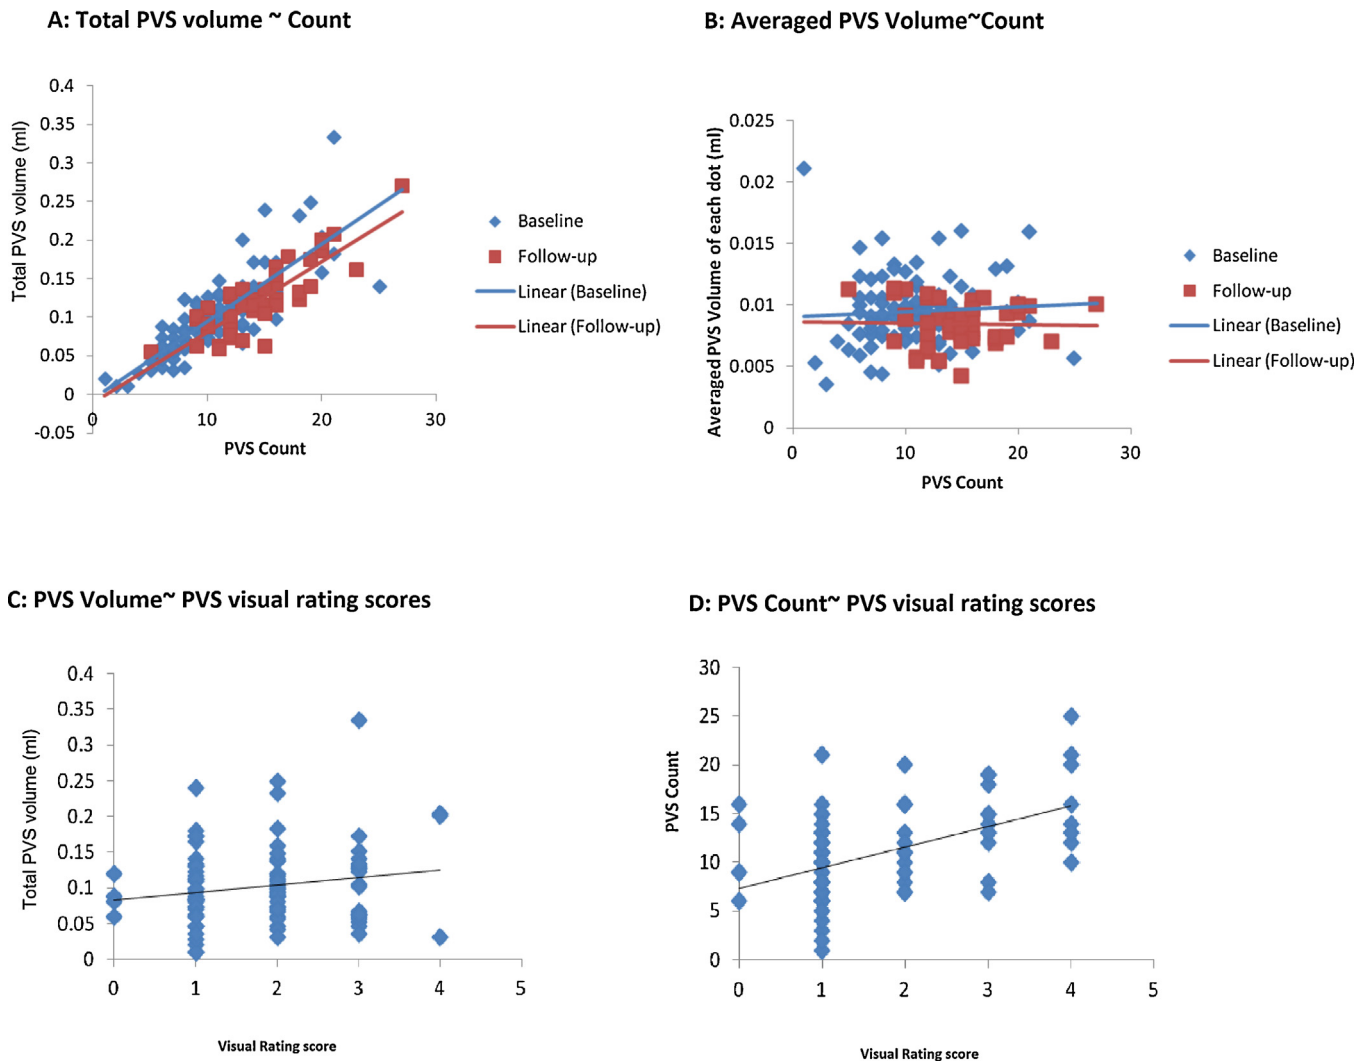 A: Total PVS volume ~ Count
B: Averaged PVS Volume~Count
Total PVS volume (ml)
0.4
0.35
0.3
0.25
0.2
0.15
0.1
0.05
0
-0.05
0
10
20
30
PVS Count
Baseline
Follow-up
Linear (Baseline)
Linear (Follow-up)
Averaged PVS Volume of each dot (ml)
0.025
0.02
0.015
0.01
0.005
0
0
10
20
30
PVS Count
Baseline
Follow-up
Linear (Baseline)
Linear (Follow-up)
C: PVS Volume~ PVS visual rating scores
D: PVS Count~ PVS visual rating scores
Total PVS volume (ml)
0.4
0.35
0.3
0.25
0.2
0.15
0.1
0.05
0
0
1
2
3
4
5
Visual Rating score
PVS Count
30
25
20
15
10
5
0
0
1
2
3
4
5
Visual Rating score